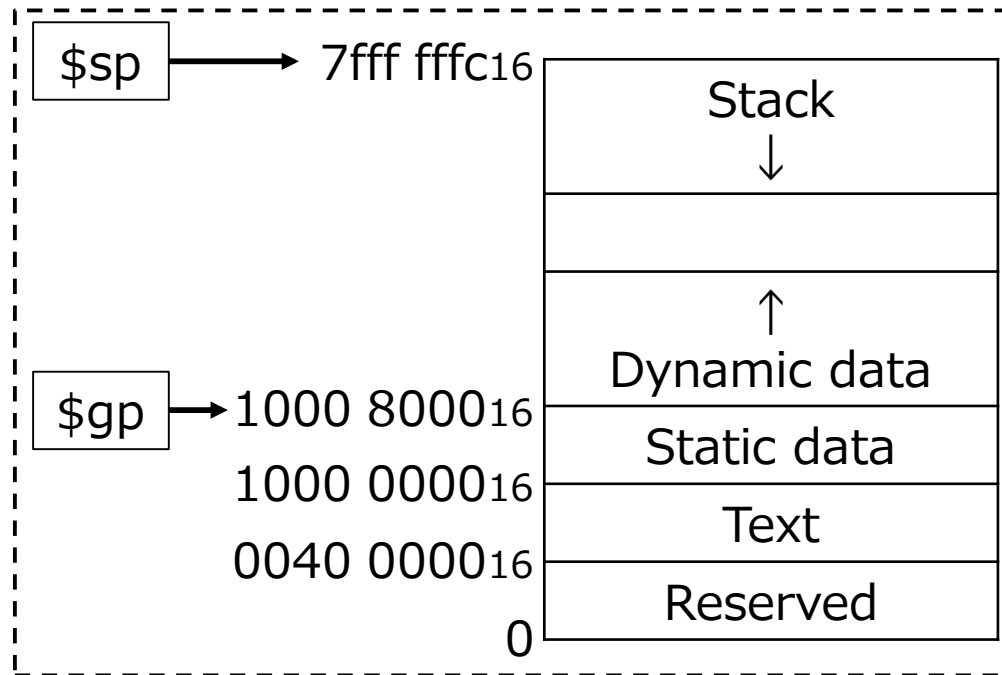 $sp 7fff fffc16
Stack
↓
↑
Dynamic data
$gp 1000 800016
Static data
1000 000016
Text
0040 000016
Reserved
0